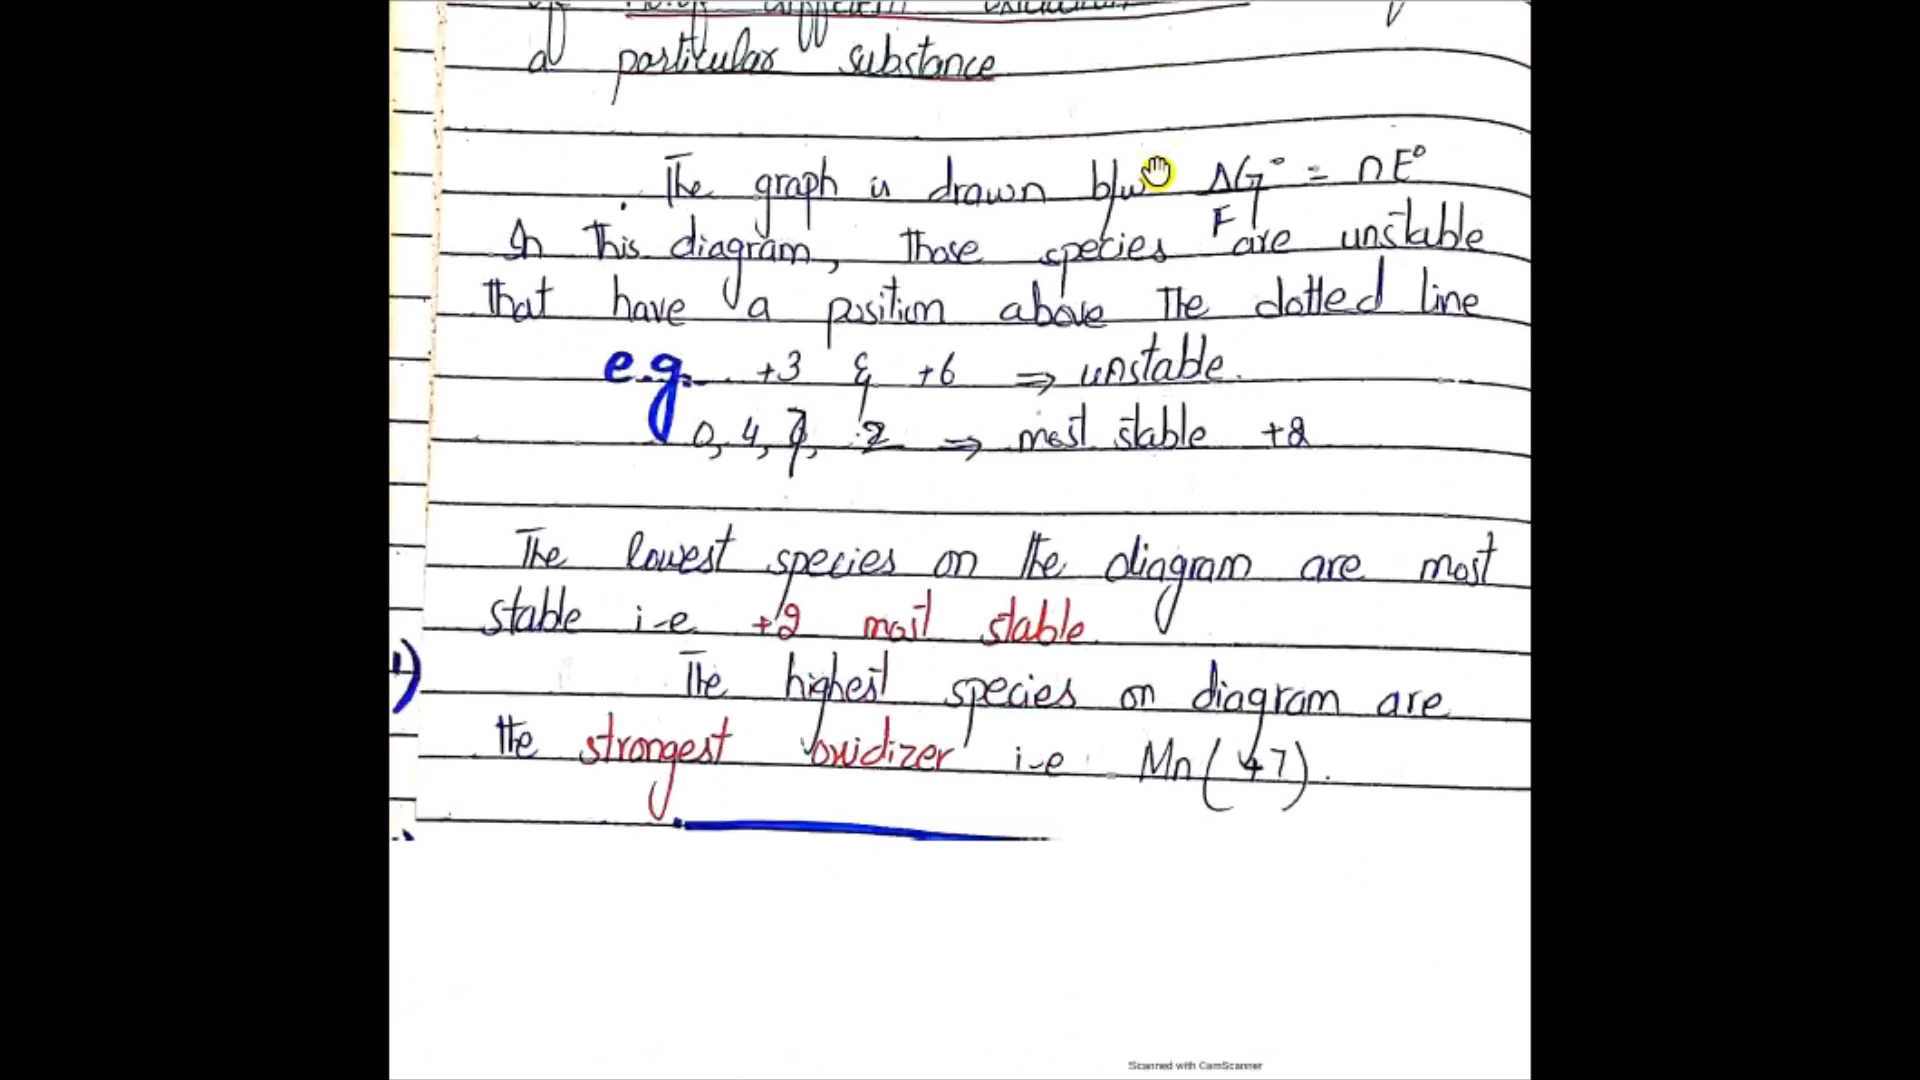 of
a particular substance
The graph is drawn b/w ΔG° = nE°
F
In this diagram, those species are unstable
that have a position above the dotted line
e.g. +3 & +6 ⇒ unstable.
0, 4, 7, 2 ⇒ most stable +2
The lowest species on the diagram are most
stable i-e +2 most stable
The highest species on diagram are
the strongest oxidizer i-e Mn(+7).
Scanned with CamScanner